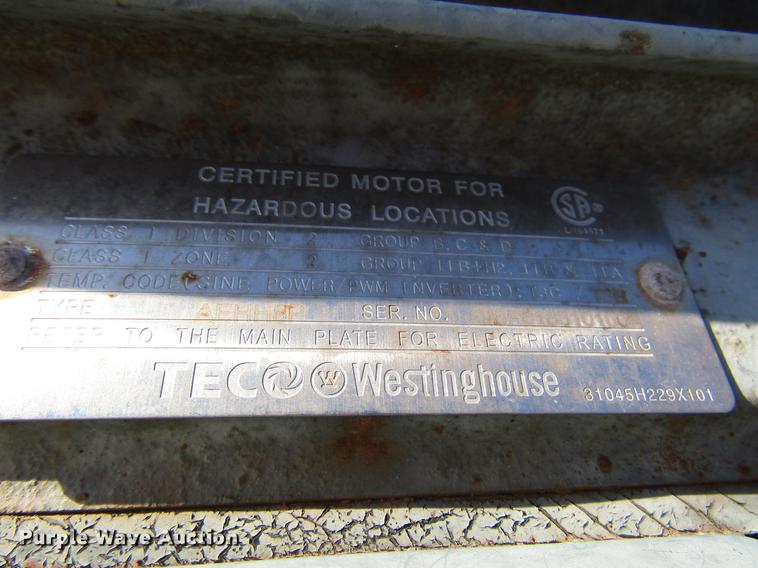 CERTIFIED MOTOR FOR
HAZARDOUS LOCATIONS
CLASS I DIVISION 2 GROUP B, C & D
CLASS I ZONE 2 GROUP IIB+H2, IIB & IIA
TEMP. CODE, SINE POWER/PWM (INVERTER): T3C
TYPE SER. NO.
REFER TO THE MAIN PLATE FOR ELECTRIC RATING
TECO Westinghouse 31045H229X101
Purple Wave Auction.com